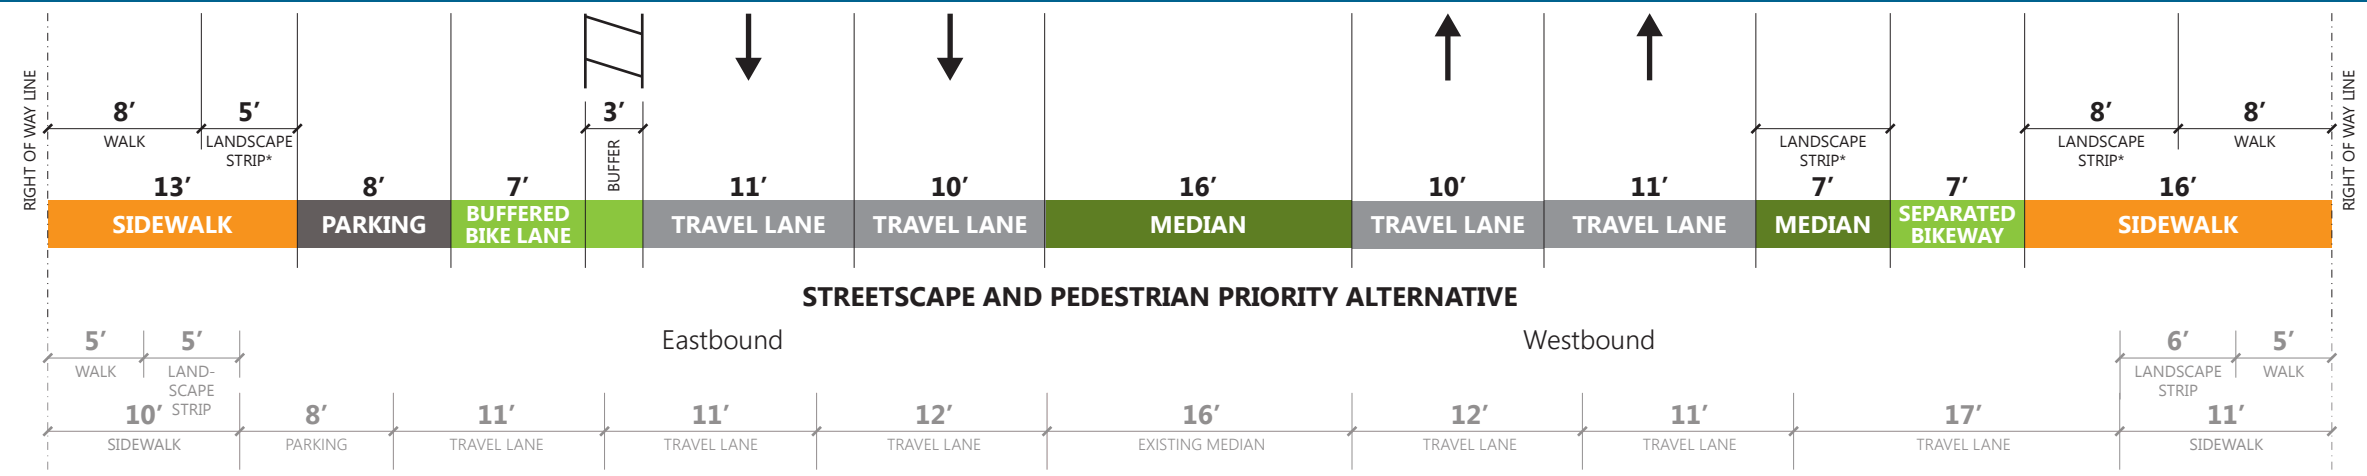 RIGHT OF WAY LINE
8’ 5’ 3’ 8’ 8’
WALK LANDSCAPE STRIP* BUFFER LANDSCAPE STRIP* LANDSCAPE STRIP* WALK
RIGHT OF WAY LINE
13’ 8’ 7’ 11’ 10’ 16’ 10’ 11’ 7’ 7’ 16’
SIDEWALK PARKING BUFFERED BIKE LANE TRAVEL LANE TRAVEL LANE MEDIAN TRAVEL LANE TRAVEL LANE MEDIAN SEPARATED BIKEWAY SIDEWALK
STREETSCAPE AND PEDESTRIAN PRIORITY ALTERNATIVE
Eastbound Westbound
5’ 5’ 6’ 5’
WALK LAND-SCAPE STRIP LANDSCAPE STRIP WALK
10’ 8’ 11’ 11’ 12’ 16’ 12’ 11’ 17’ 11’
SIDEWALK PARKING TRAVEL LANE TRAVEL LANE TRAVEL LANE EXISTING MEDIAN TRAVEL LANE TRAVEL LANE TRAVEL LANE SIDEWALK